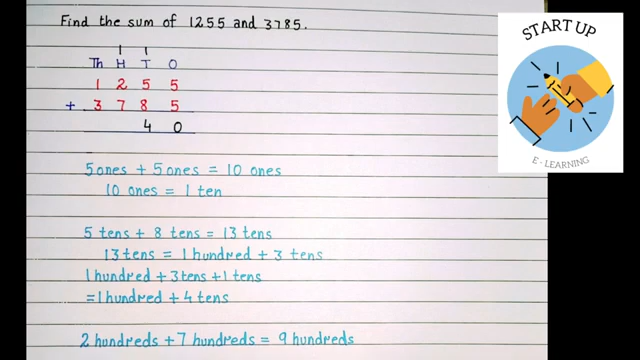 Find the sum of 1255 and 3785.
1 1
Th H T O
1 2 5 5
+ 3 7 8 5
4 0
5 ones + 5 ones = 10 ones
10 ones = 1 ten
5 tens + 8 tens = 13 tens
13 tens = 1 hundred + 3 tens
1 hundred + 3 tens + 1 tens
= 1 hundred + 4 tens
2 hundreds + 7 hundreds = 9 hundreds
START UP
E - LEARNING